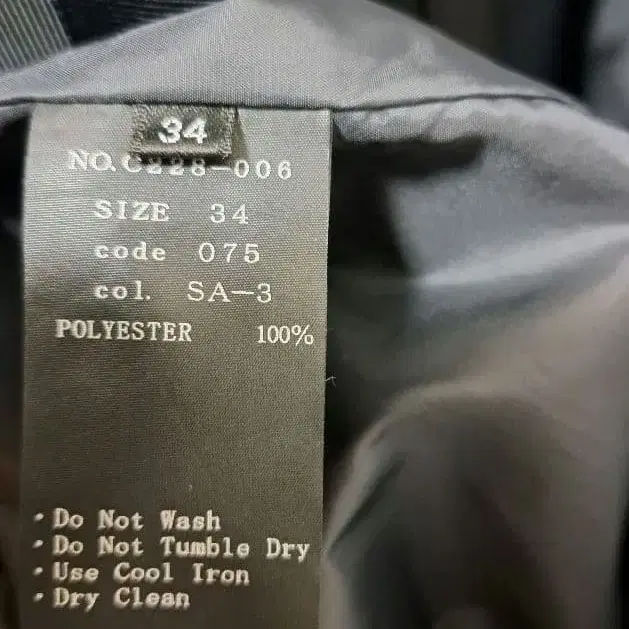 34
NO. C228-006
SIZE 34
code 075
col. SA-3
POLYESTER 100%
・Do Not Wash
・Do Not Tumble Dry
・Use Cool Iron
・Dry Clean